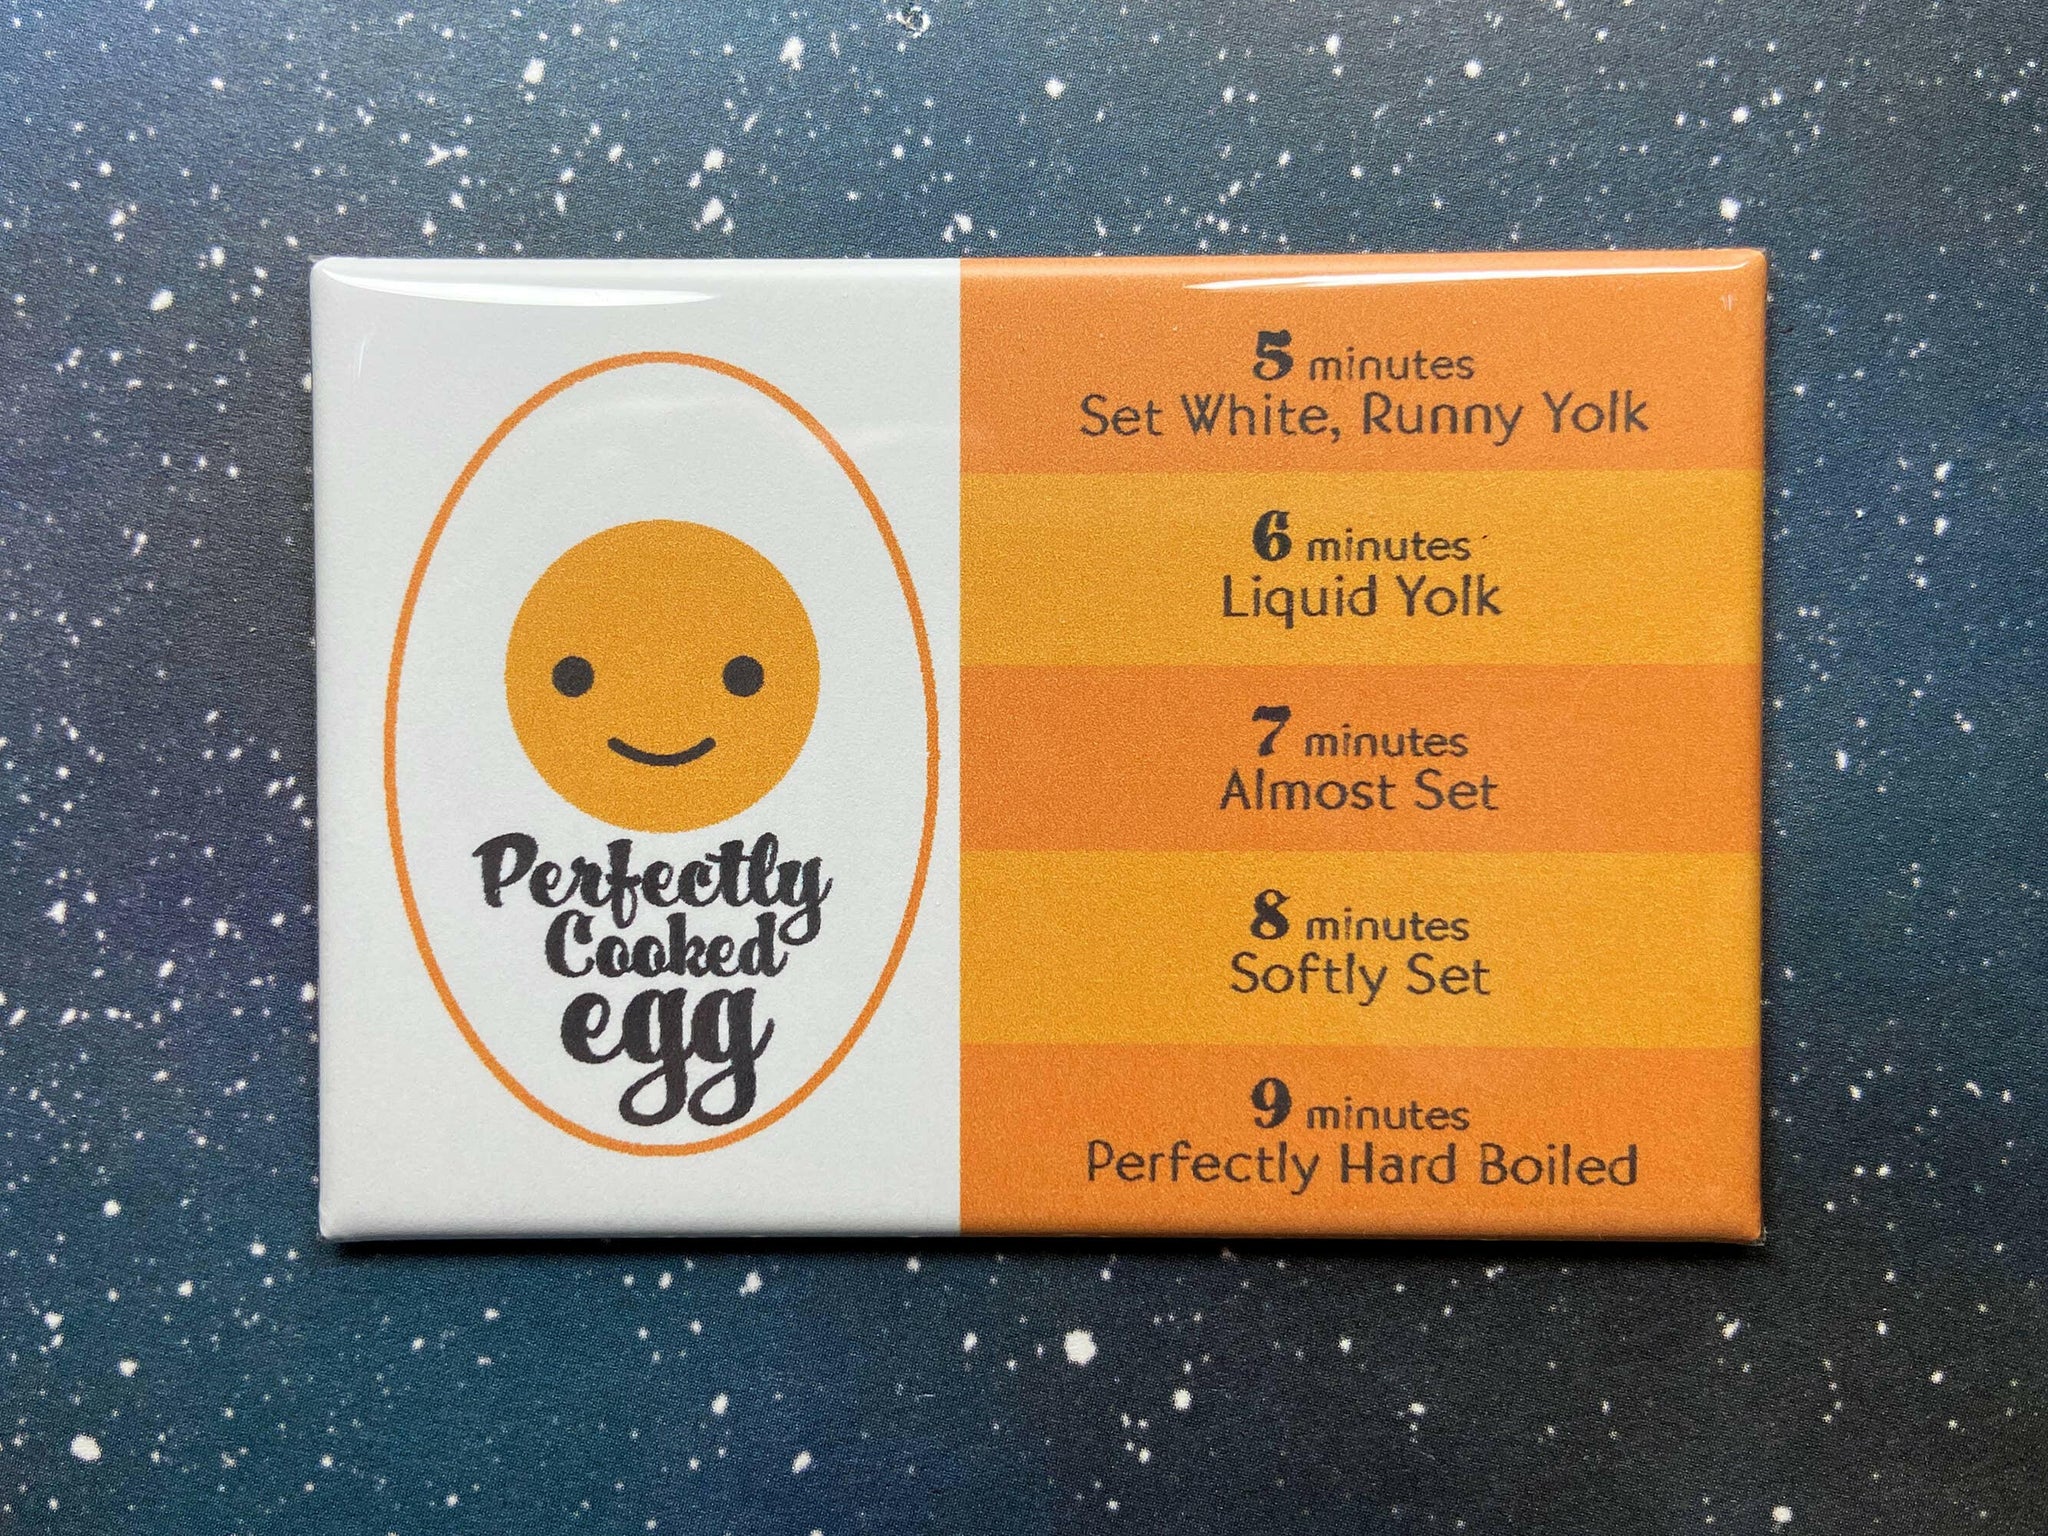 Perfectly
Cooked
egg
5 minutes
Set White, Runny Yolk
6 minutes
Liquid Yolk
7 minutes
Almost Set
8 minutes
Softly Set
9 minutes
Perfectly Hard Boiled